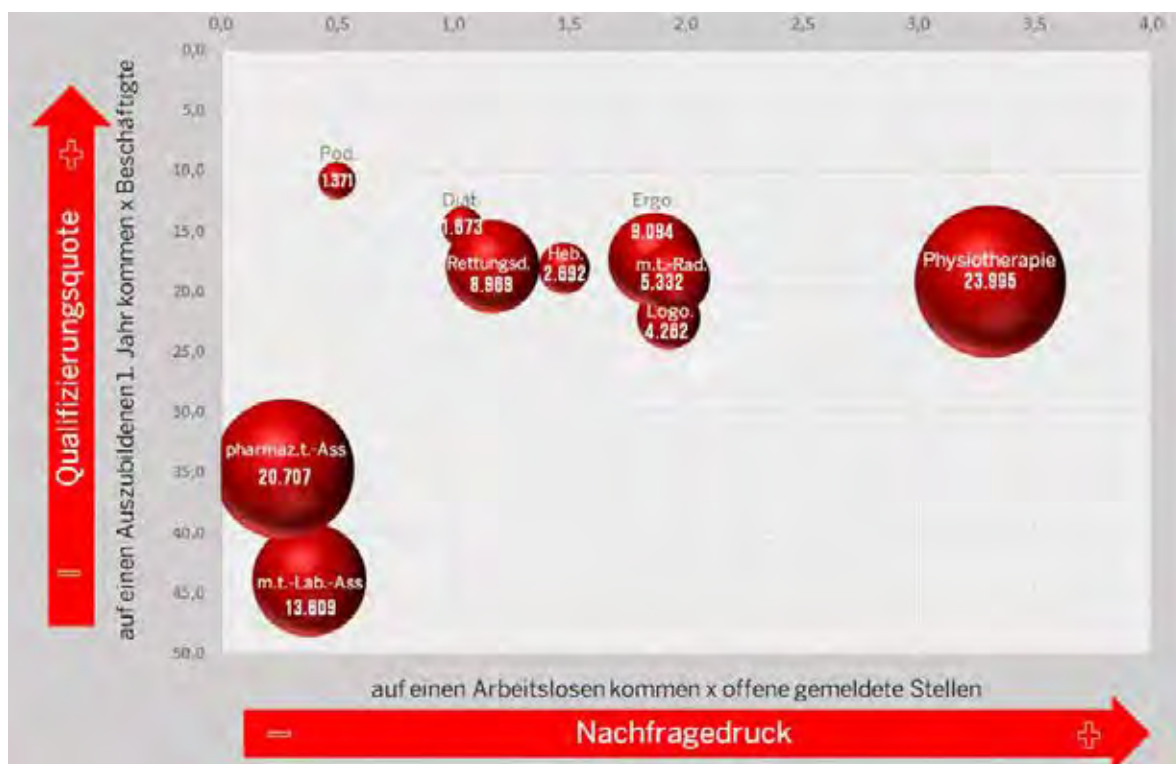 0,0 0,5 1,0 1,5 2,0 2,5 3,0 3,5 4,0
0,0
5,0
10,0
15,0
20,0
25,0
30,0
35,0
40,0
45,0
50,0
Qualifizierungsquote
auf einen Auszubildenen 1. Jahr kommen x Beschäftigte
Pod.
1.371
Diät.
1.673
Rettungsd.
8.969
Heb.
2.692
Ergo
9.094
m.t.-Rad.
5.332
Logo.
4.262
Physiotherapie
23.995
pharmaz.t.-Ass
20.707
m.t.-Lab.-Ass
13.609
auf einen Arbeitslosen kommen x offene gemeldete Stellen
Nachfragedruck